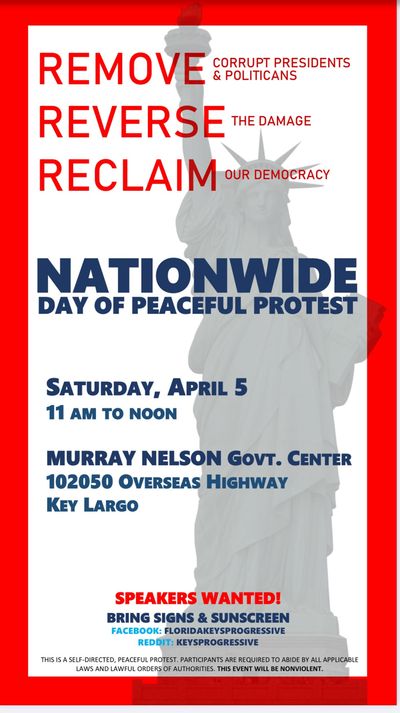 REMOVE CORRUPT PRESIDENTS
& POLITICANS
REVERSE THE DAMAGE
RECLAIM OUR DEMOCRACY
NATIONWIDE
DAY OF PEACEFUL PROTEST
SATURDAY, APRIL 5
11 AM TO NOON
MURRAY NELSON GOVT. CENTER
102050 OVERSEAS HIGHWAY
KEY LARGO
SPEAKERS WANTED!
BRING SIGNS & SUNSCREEN
FACEBOOK: FLORIDAKEYSPROGRESSIVE
REDDIT: KEYSPROGRESSIVE
THIS IS A SELF-DIRECTED, PEACEFUL PROTEST. PARTICIPANTS ARE REQUIRED TO ABIDE BY ALL APPLICABLE
LAWS AND LAWFUL ORDERS OF AUTHORITIES. THIS EVENT WILL BE NONVIOLENT.